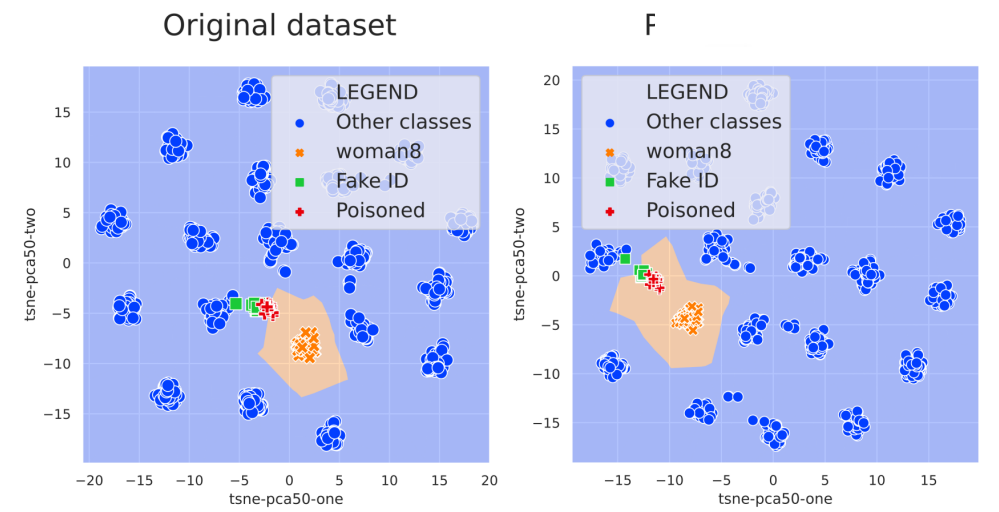 Original dataset
LEGEND
Other classes
woman8
Fake ID
Poisoned
15
10
5
0
−5
−10
−15
−20 −15 −10 −5 0 5 10 15 20
tsne-pca50-one
tsne-pca50-two
LEGEND
Other classes
woman8
Fake ID
Poisoned
20
15
10
5
0
−5
−10
−15
−15 −10 −5 0 5 10 15
tsne-pca50-one
tsne-pca50-two